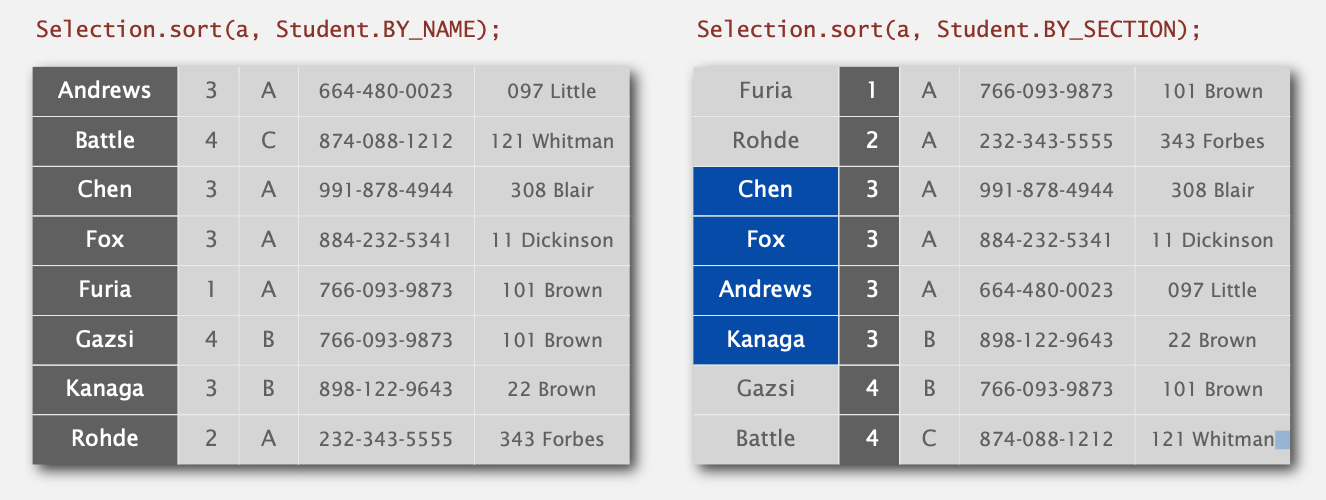 Selection.sort(a, Student.BY_NAME);
Andrews 3 A 664-480-0023 097 Little
Battle 4 C 874-088-1212 121 Whitman
Chen 3 A 991-878-4944 308 Blair
Fox 3 A 884-232-5341 11 Dickinson
Furia 1 A 766-093-9873 101 Brown
Gazsi 4 B 766-093-9873 101 Brown
Kanaga 3 B 898-122-9643 22 Brown
Rohde 2 A 232-343-5555 343 Forbes
Selection.sort(a, Student.BY_SECTION);
Furia 1 A 766-093-9873 101 Brown
Rohde 2 A 232-343-5555 343 Forbes
Chen 3 A 991-878-4944 308 Blair
Fox 3 A 884-232-5341 11 Dickinson
Andrews 3 A 664-480-0023 097 Little
Kanaga 3 B 898-122-9643 22 Brown
Gazsi 4 B 766-093-9873 101 Brown
Battle 4 C 874-088-1212 121 Whitman